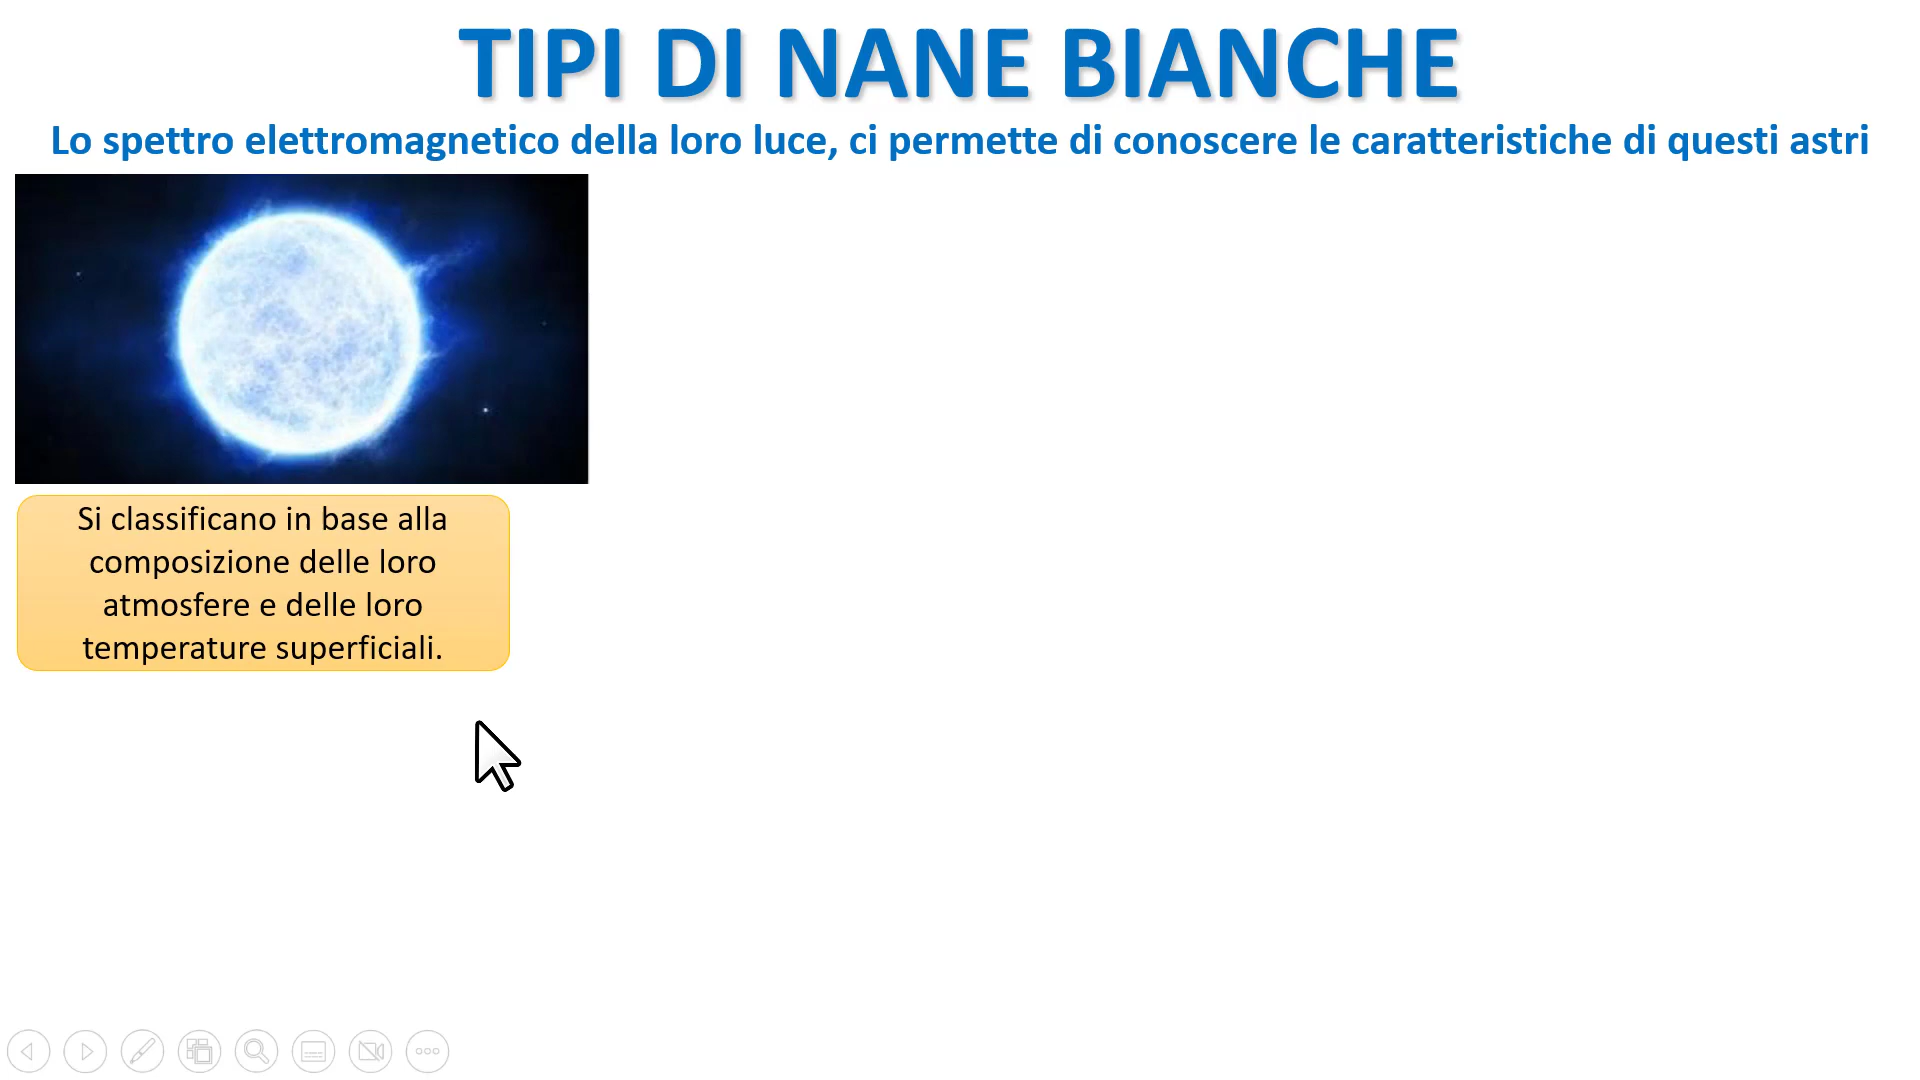 TIPI DI NANE BIANCHE
Lo spettro elettromagnetico della loro luce, ci permette di conoscere le caratteristiche di questi astri
Si classificano in base alla
composizione delle loro
atmosfere e delle loro
temperature superficiali.